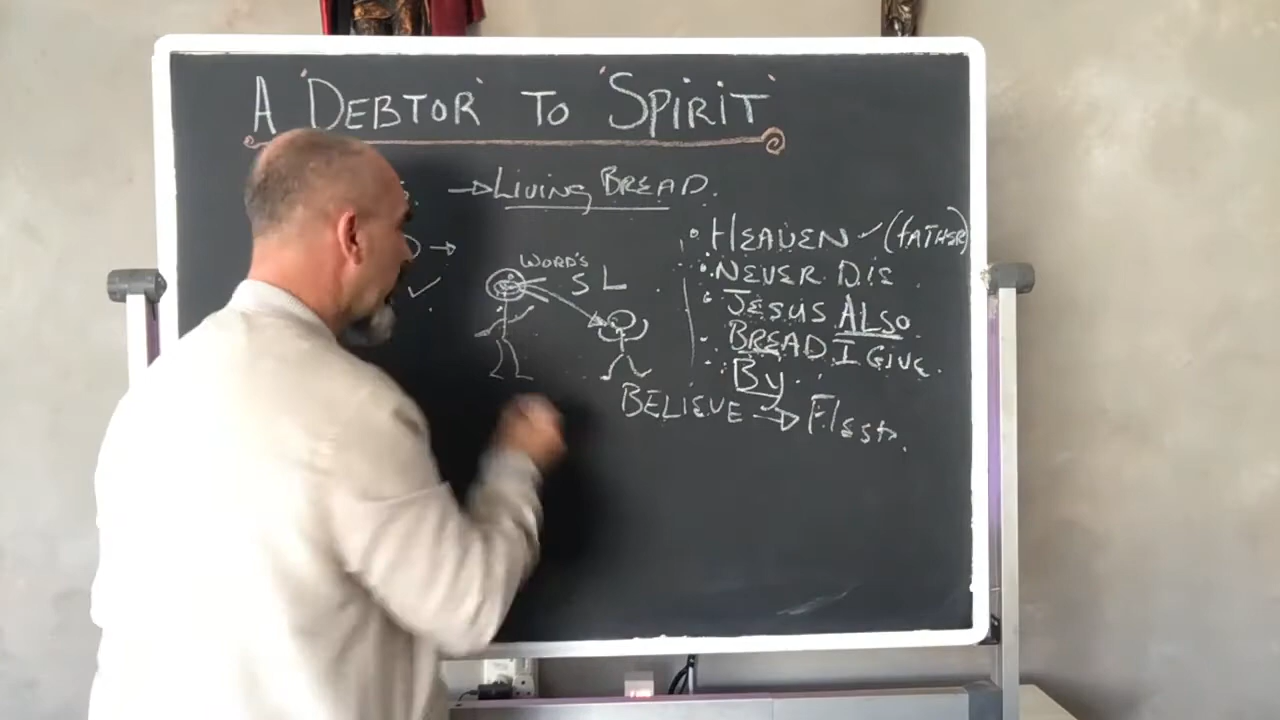 A 'DEBTOR' TO 'SPIRIT'
→ LIVING BREAD.
WORD'S
S L
• HEAVEN ✓ (FATHER)
• NEVER DIE
• JESUS ALSO
• BREAD I GIVE.
• By
BELIEVE → Flesh.